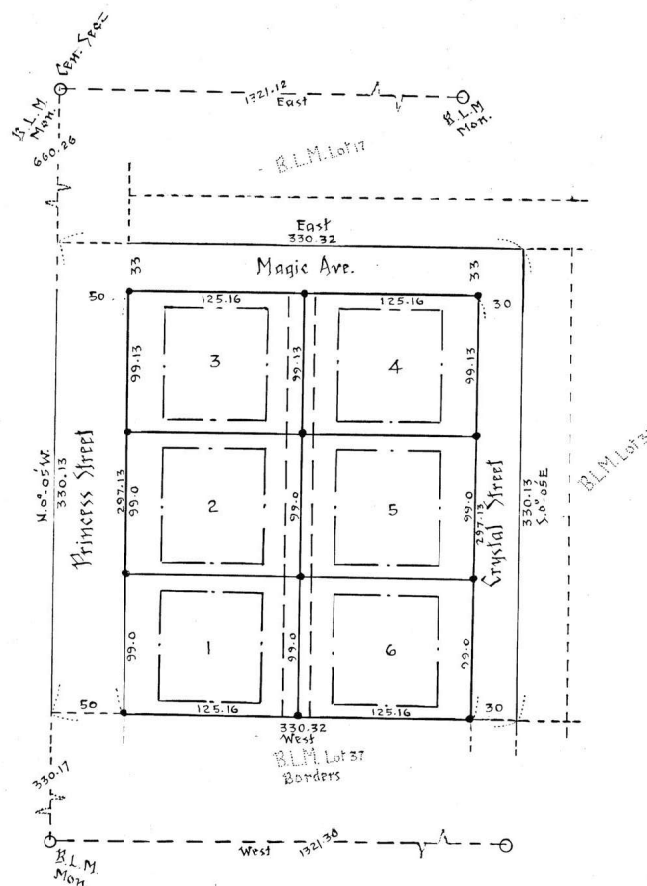 Cen. Sec.
B.L.M.
Mon.
1321.12
East
B.L.M.
Mon.
660.26
B.L.M. Lot 17
East
330.32
Magic Ave.
33
33
50
30
125.16
125.16
3
4
99.13
99.13
99.13
B.L.M. Lot 3
N.0°.05'W.
330.13
Princess Street
297.13
99.0
2
99.0
5
99.0
297.13
Crystal Street
330.13
S.0°.05'E
99.0
1
99.0
6
99.0
50
125.16
125.16
30
330.32
West
B.L.M. Lot 37
Borders
330.17
West
1321.30
B.L.M.
Mon.